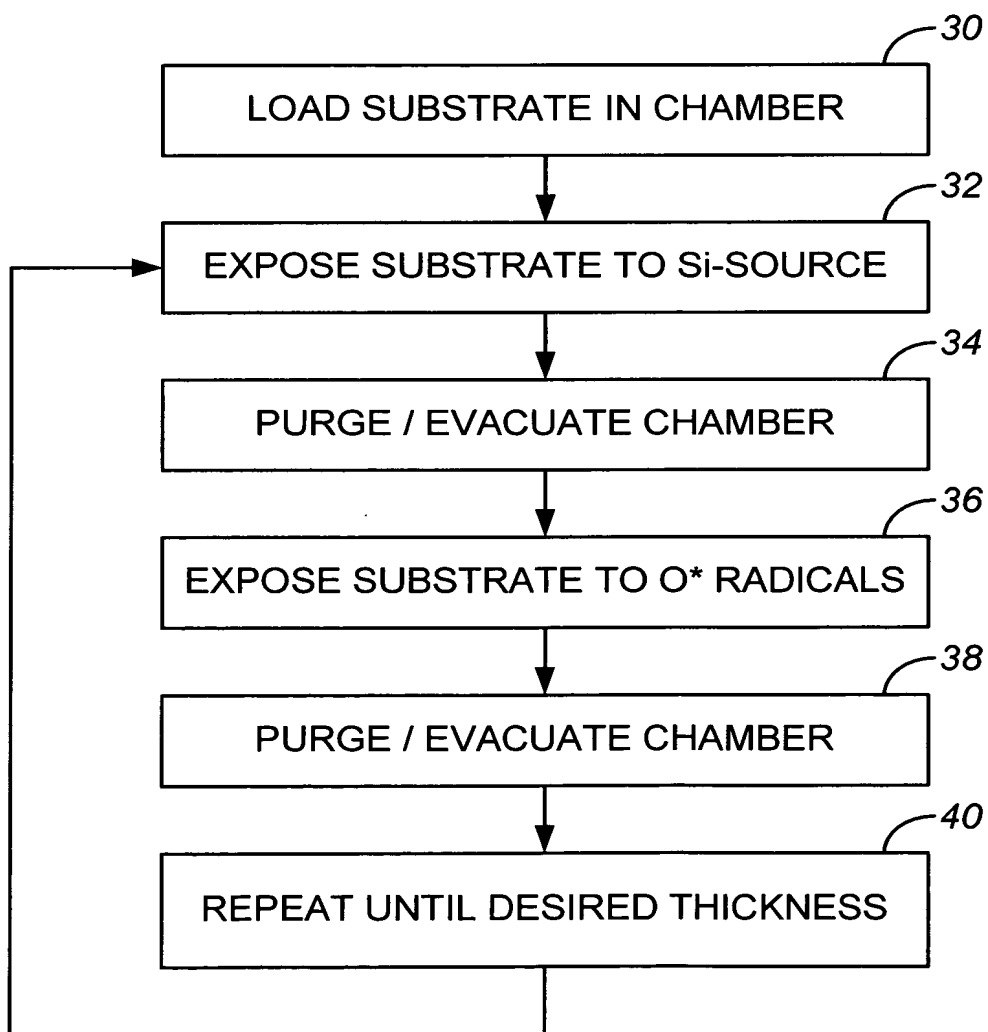 30
LOAD SUBSTRATE IN CHAMBER
32
EXPOSE SUBSTRATE TO Si-SOURCE
34
PURGE / EVACUATE CHAMBER
36
EXPOSE SUBSTRATE TO O* RADICALS
38
PURGE / EVACUATE CHAMBER
40
REPEAT UNTIL DESIRED THICKNESS